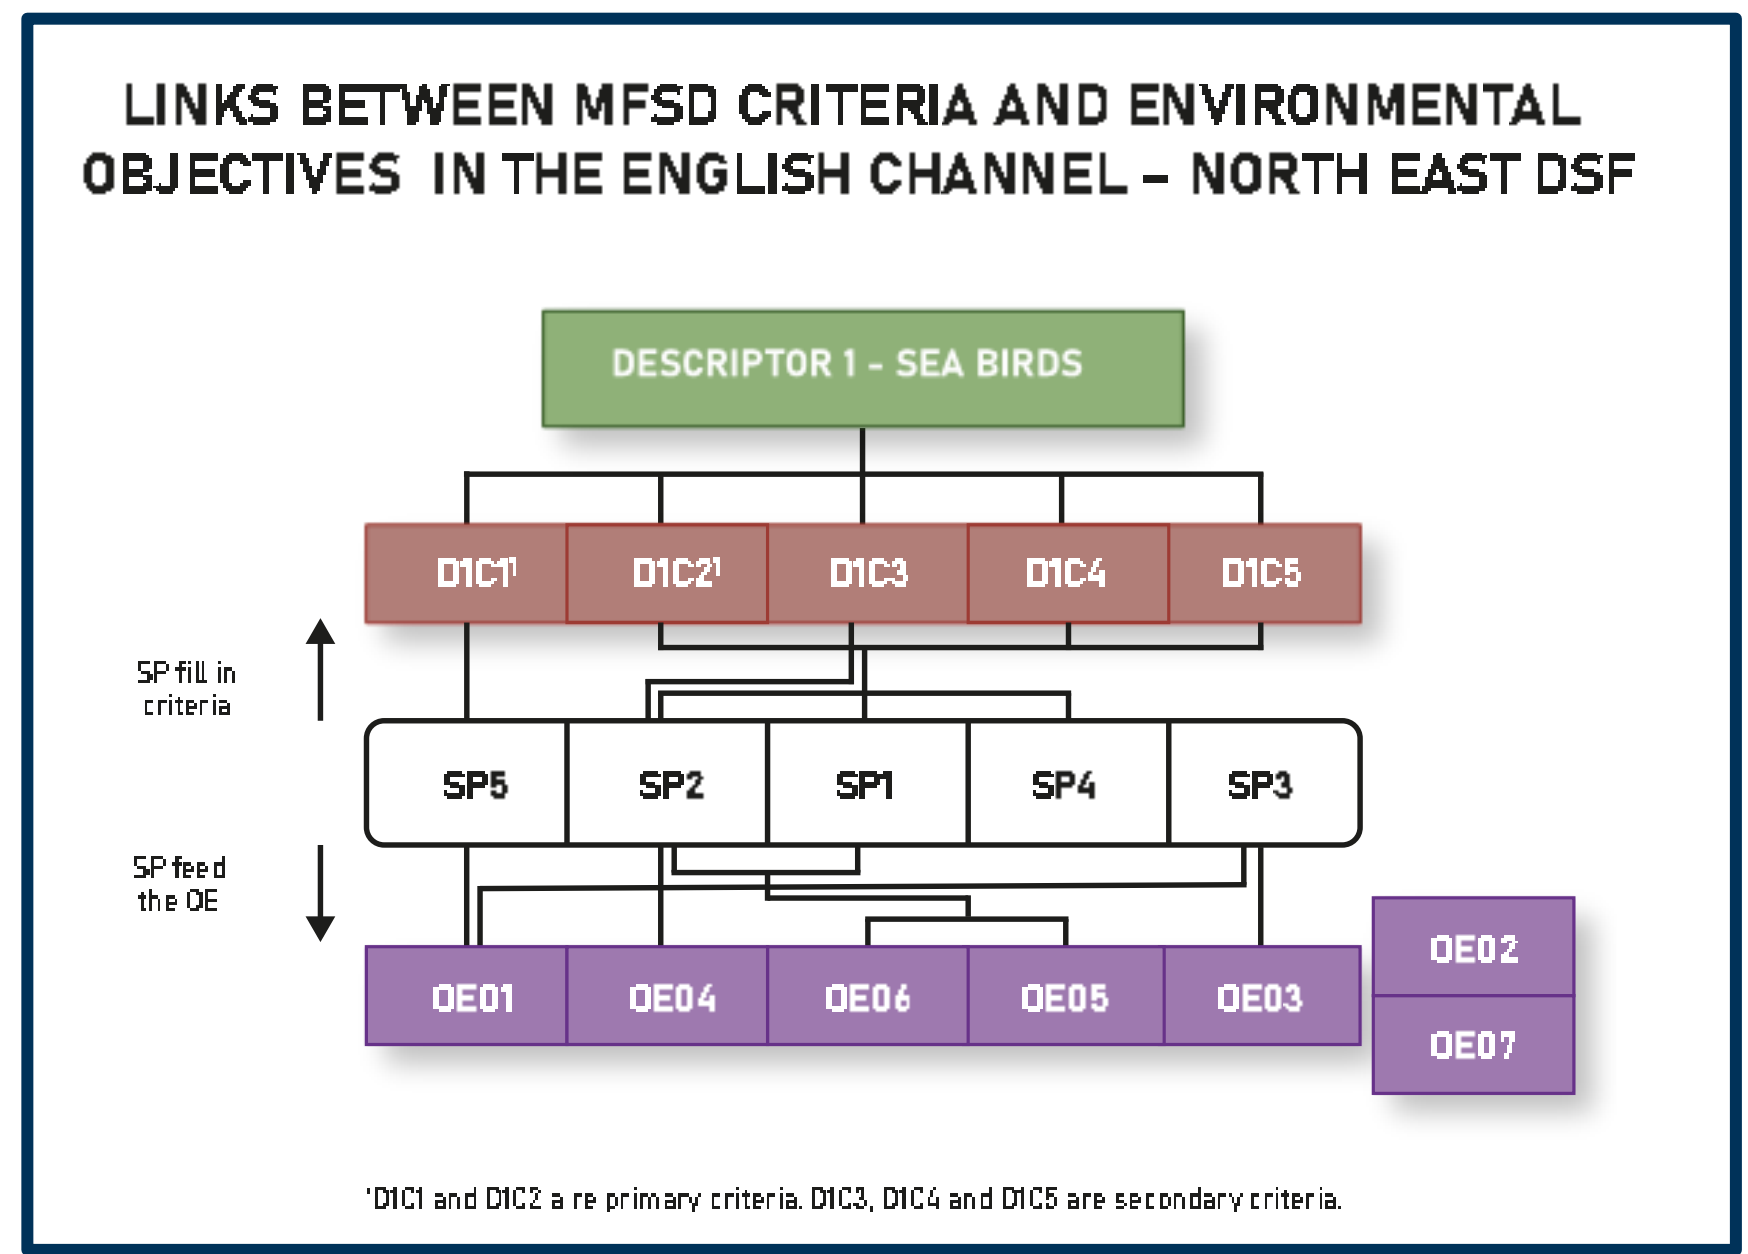 LINKS BETWEEN MFSD CRITERIA AND ENVIRONMENTAL
OBJECTIVES IN THE ENGLISH CHANNEL – NORTH EAST DSF
DESCRIPTOR 1 - SEA BIRDS
D1C1¹ D1C2¹ D1C3 D1C4 D1C5
SP fill in
criteria
SP5 SP2 SP1 SP4 SP3
SP feed
the OE
OE01 OE04 OE06 OE05 OE03
OE02
OE07
¹D1C1 and D1C2 a re primary criteria. D1C3, D1C4 and D1C5 are secondary criteria.